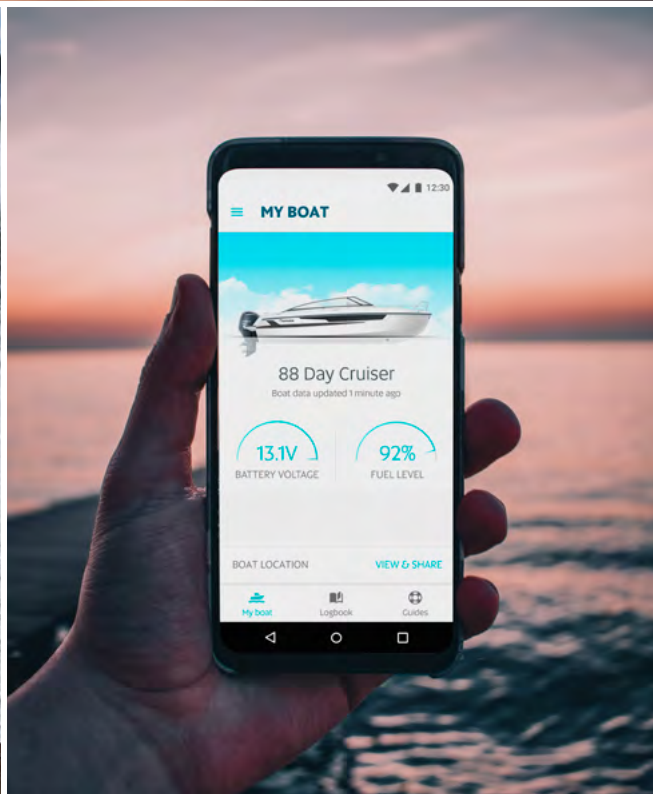 12:30
MY BOAT
88 Day Cruiser
Boat data updated 1 minute ago
13.1V
92%
BATTERY VOLTAGE
FUEL LEVEL
BOAT LOCATION
VIEW & SHARE
My boat
Logbook
Guides